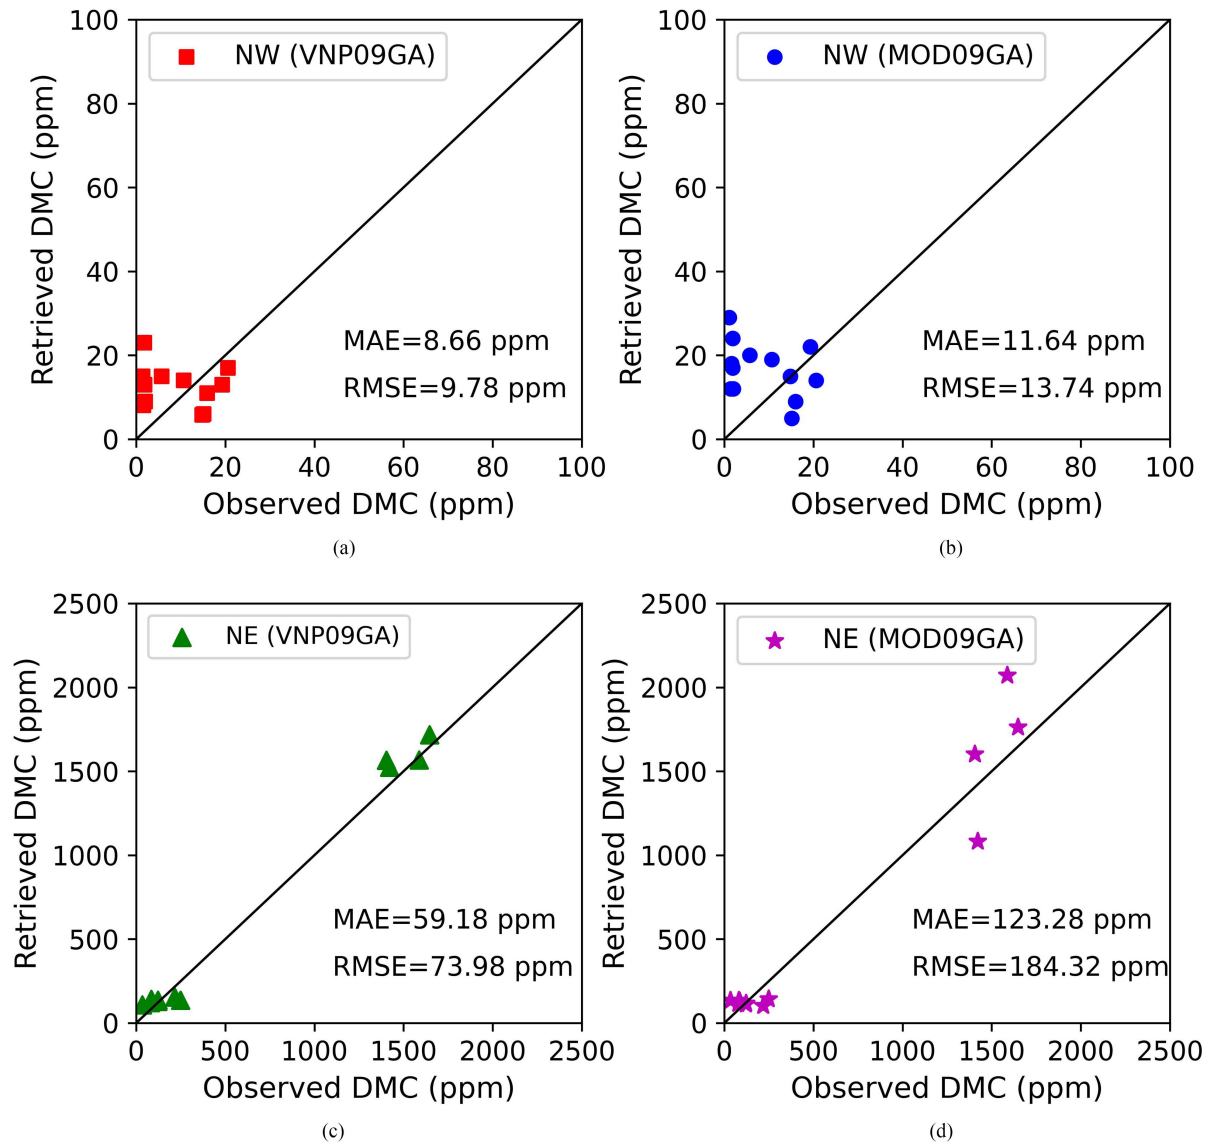 100
80
60
40
20
0
Retrieved DMC (ppm)
NW (VNP09GA)
MAE=8.66 ppm
RMSE=9.78 ppm
0 20 40 60 80 100
Observed DMC (ppm)
(a)
100
80
60
40
20
0
Retrieved DMC (ppm)
NW (MOD09GA)
MAE=11.64 ppm
RMSE=13.74 ppm
0 20 40 60 80 100
Observed DMC (ppm)
(b)
2500
2000
1500
1000
500
0
Retrieved DMC (ppm)
NE (VNP09GA)
MAE=59.18 ppm
RMSE=73.98 ppm
0 500 1000 1500 2000 2500
Observed DMC (ppm)
(c)
2500
2000
1500
1000
500
0
Retrieved DMC (ppm)
NE (MOD09GA)
MAE=123.28 ppm
RMSE=184.32 ppm
0 500 1000 1500 2000 2500
Observed DMC (ppm)
(d)